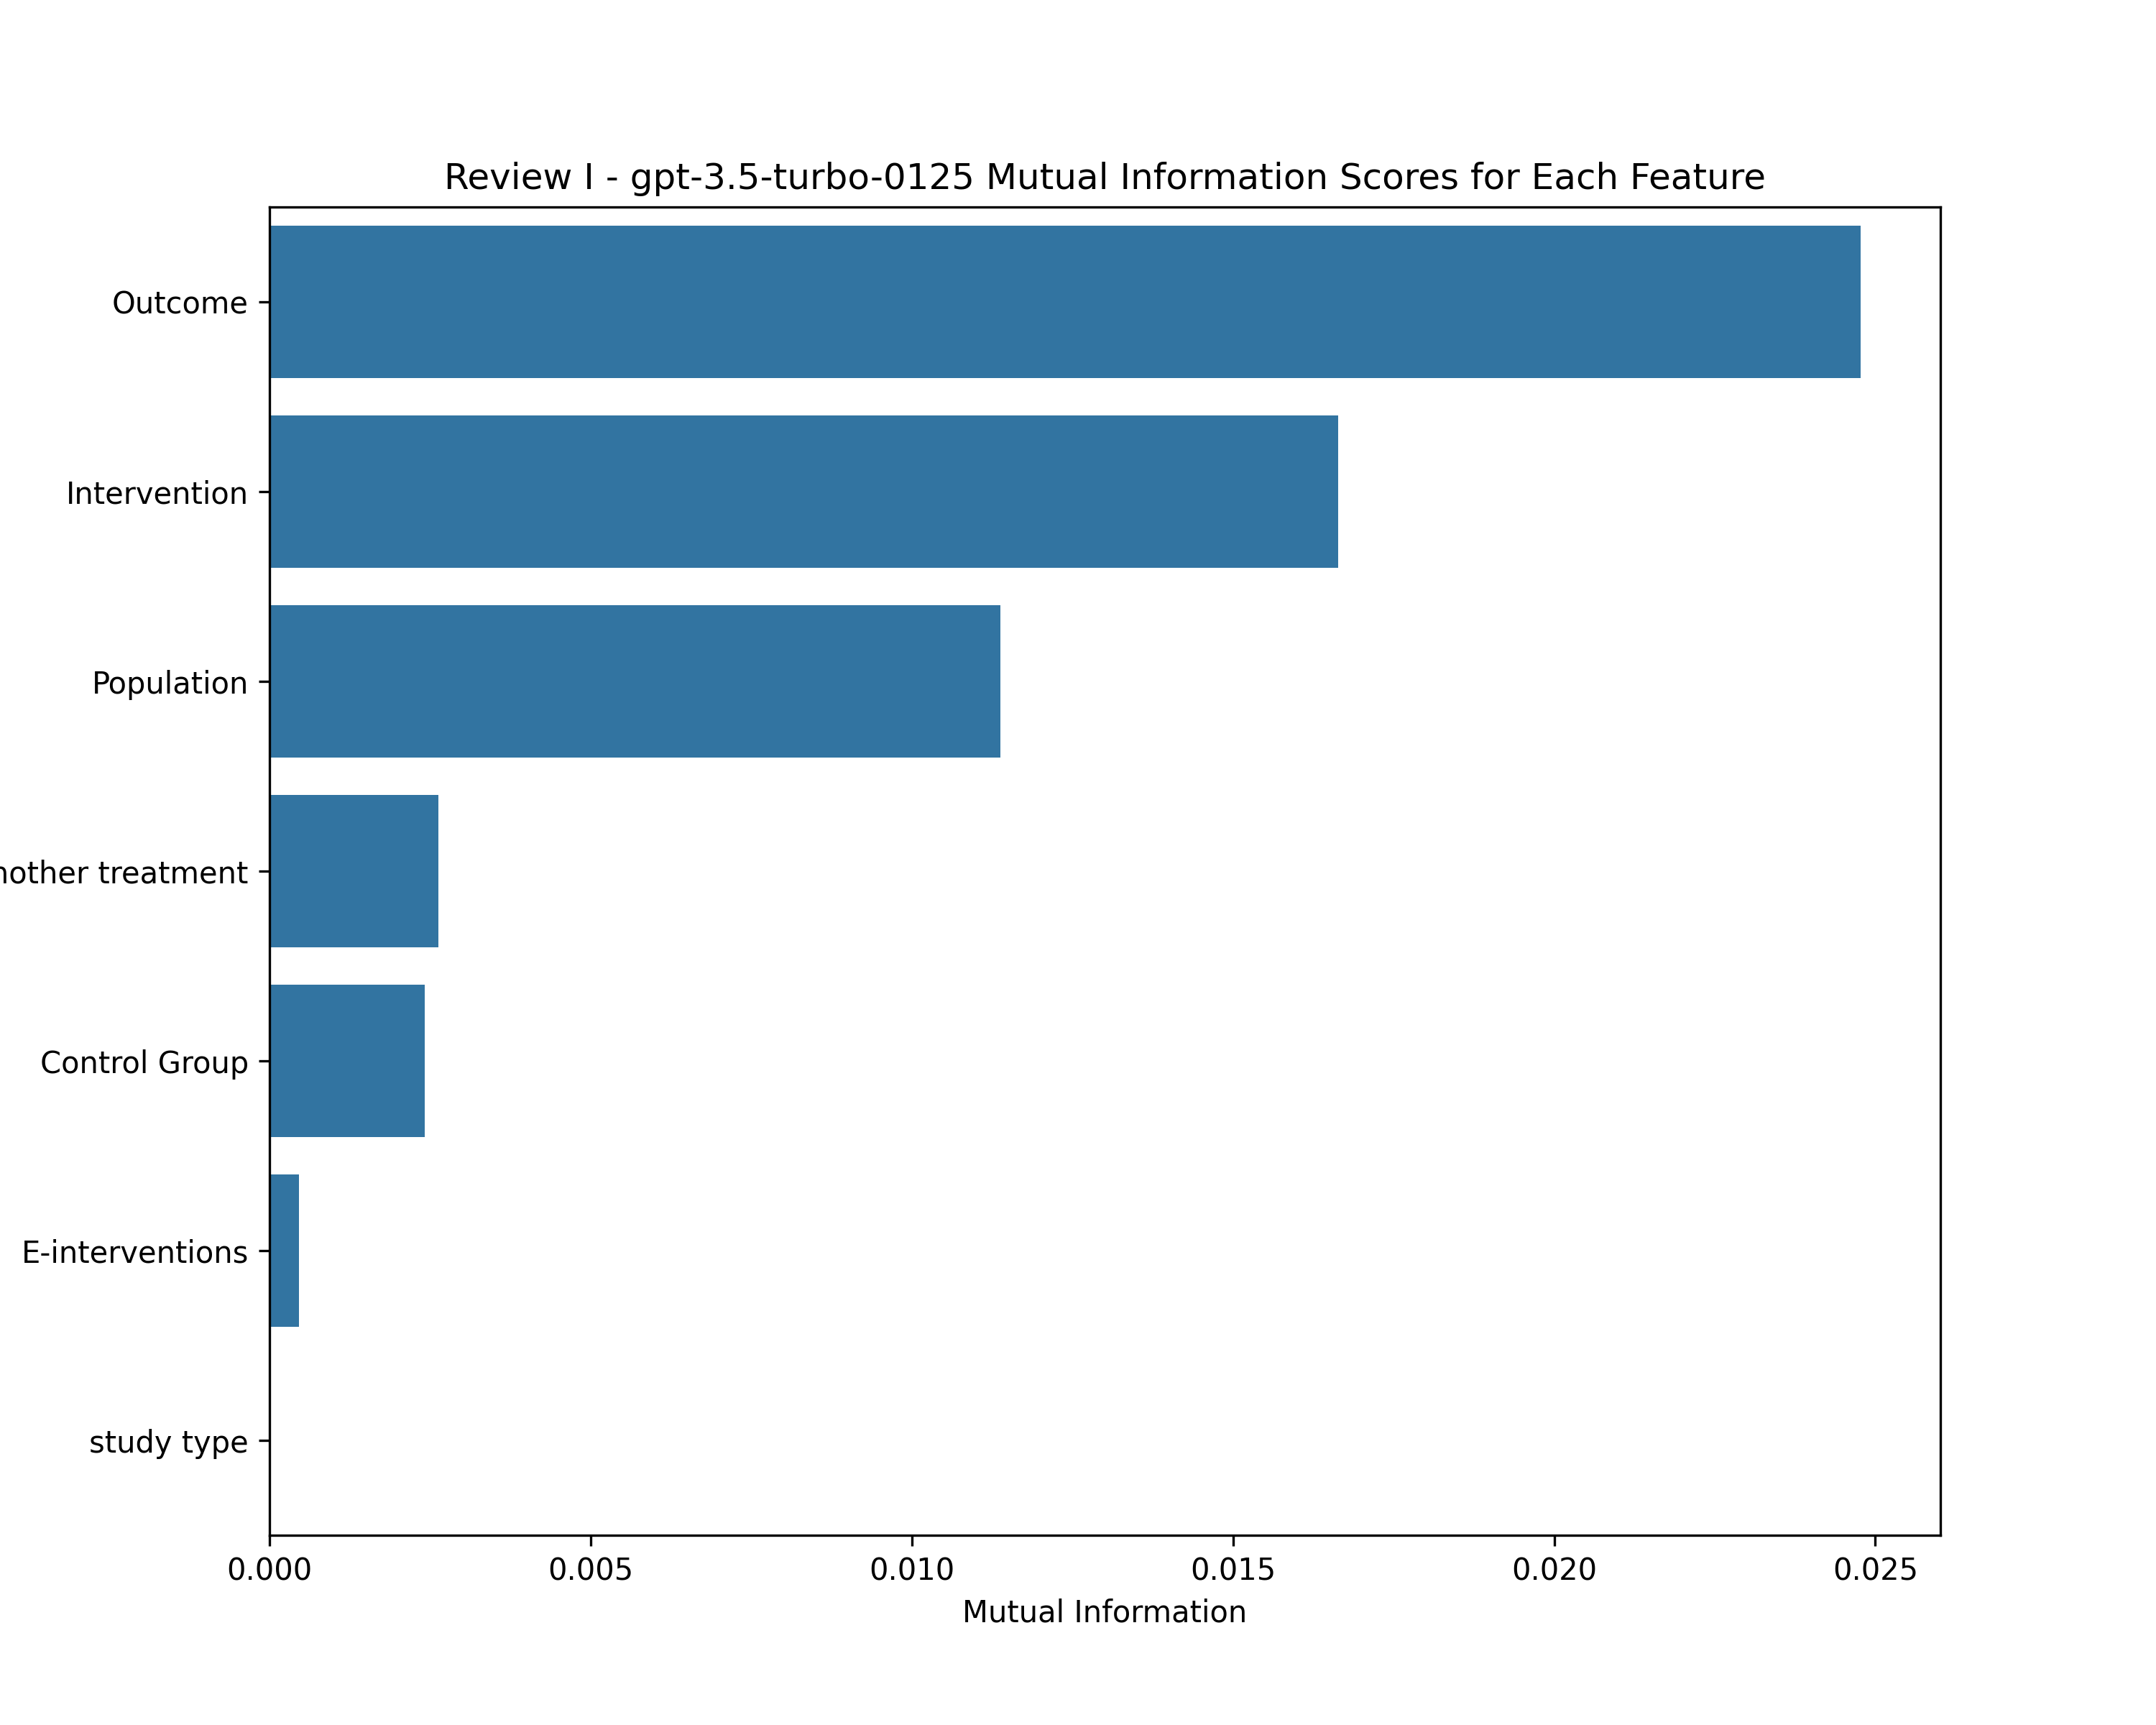 Review I - gpt-3.5-turbo-0125 Mutual Information Scores for Each Feature
Outcome
Intervention
Population
treatment
Control Group
E-interventions
study type
0.000 0.005 0.010 0.015 0.020 0.025
Mutual Information